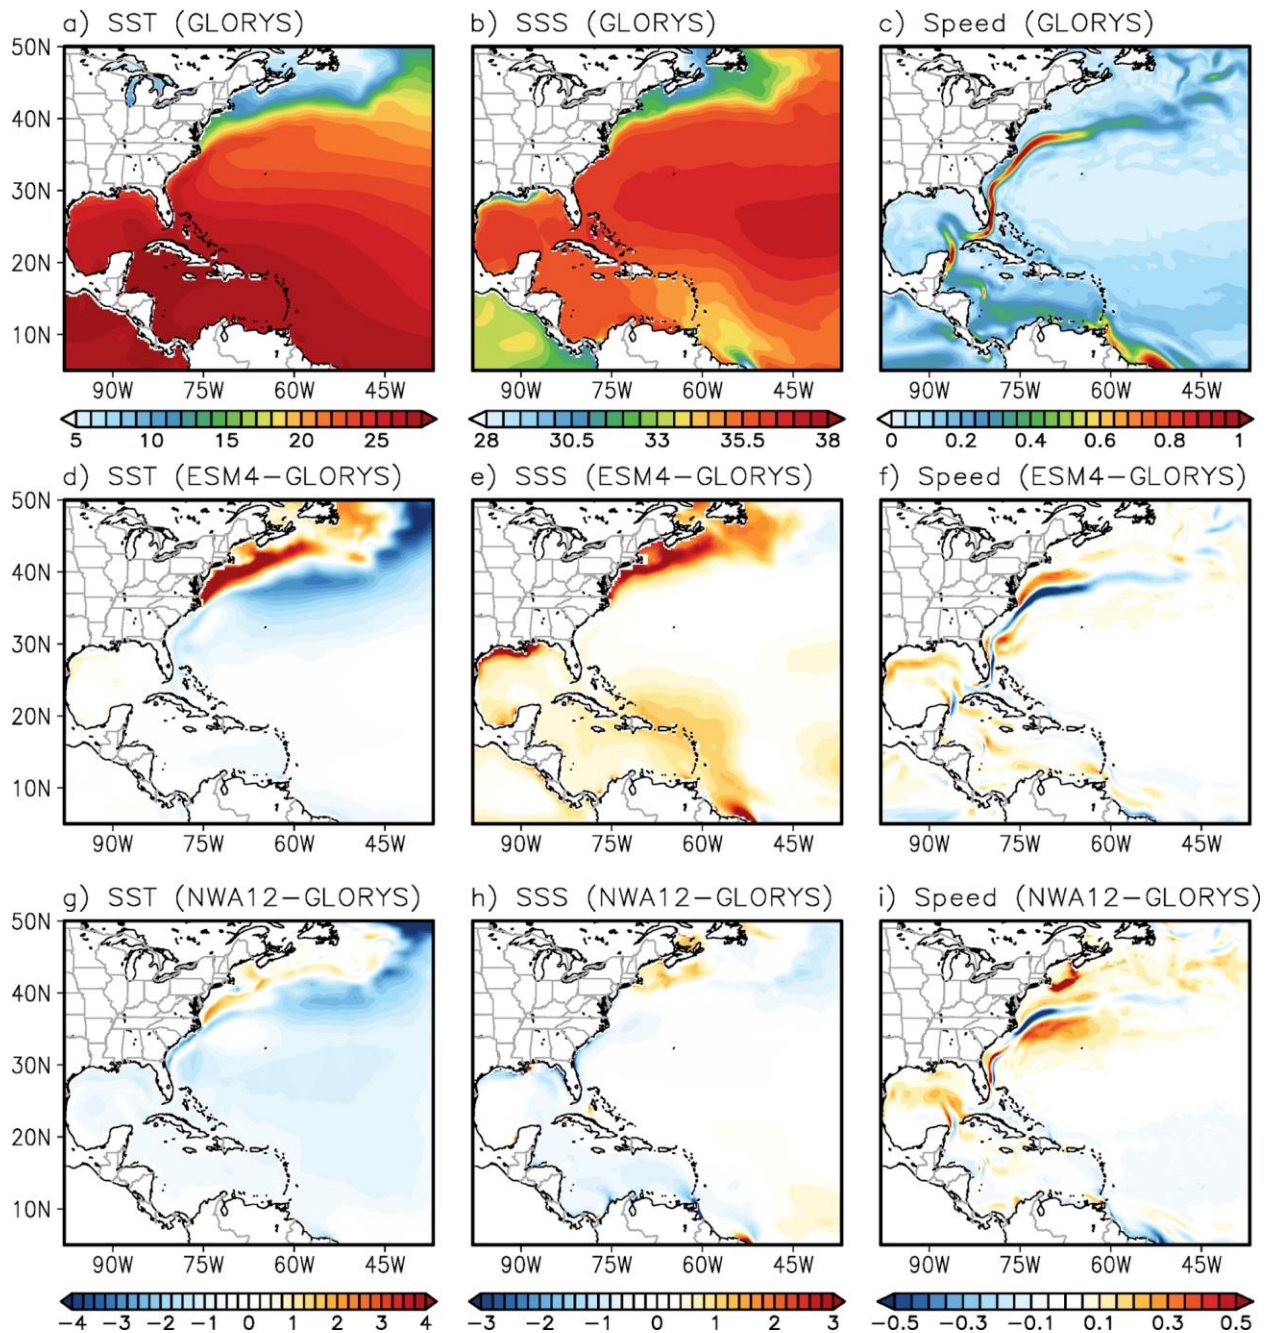 a) SST (GLORYS) b) SSS (GLORYS) c) Speed (GLORYS)
50N
40N
30N
20N
10N
90W 75W 60W 45W 90W 75W 60W 45W 90W 75W 60W 45W
5 10 15 20 25 28 30.5 33 35.5 38 0 0.2 0.4 0.6 0.8 1
d) SST (ESM4−GLORYS) e) SSS (ESM4−GLORYS) f) Speed (ESM4−GLORYS)
50N
40N
30N
20N
10N
90W 75W 60W 45W 90W 75W 60W 45W 90W 75W 60W 45W
g) SST (NWA12−GLORYS) h) SSS (NWA12−GLORYS) i) Speed (NWA12−GLORYS)
50N
40N
30N
20N
10N
90W 75W 60W 45W 90W 75W 60W 45W 90W 75W 60W 45W
−4 −3 −2 −1 0 1 2 3 4 −3 −2 −1 0 1 2 3 −0.5 −0.3 −0.1 0.1 0.3 0.5